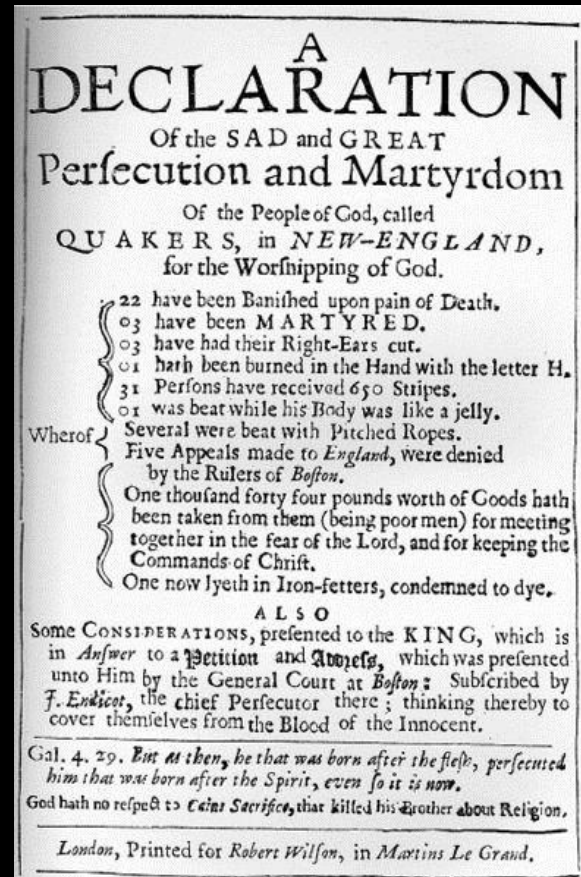 A
DECLARATION
Of the SAD and GREAT
Perſecution and Martyrdom
Of the People of God, called
QUAKERS, in NEW-ENGLAND,
for the Worſhipping of God.
22 have been Baniſhed upon pain of Death.
03 have been MARTYRED.
03 have had their Right-Ears cut.
01 hath been burned in the Hand with the letter H.
31 Perſons have received 650 Stripes.
01 was beat while his Body was like a jelly.
Wherof Several were beat with Pitched Ropes.
Five Appeals made to England, were denied
by the Rulers of Boſton.
One thouſand forty four pounds worth of Goods hath
been taken from them (being poor men) for meeting
together in the fear of the Lord, and for keeping the
Commands of Chriſt.
One now lyeth in Iron-fetters, condemned to dye.
ALSO
Some CONSIDERATIONS, preſented to the KING, which is
in Anſwer to a Petition and Addreſs, which was preſented
unto Him by the General Court at Boſton: Subſcribed by
J. Endicot, the chief Perſecutor there; thinking thereby to
cover themſelves from the Blood of the Innocent.
Gal. 4. 29. But as then, he that was born after the fleſh, perſecuted
him that was born after the Spirit, even ſo it is now.
God hath no reſpect to Cains Sacrifice, that killed his Brother about Religion.
London, Printed for Robert Wilſon, in Martins Le Grand.